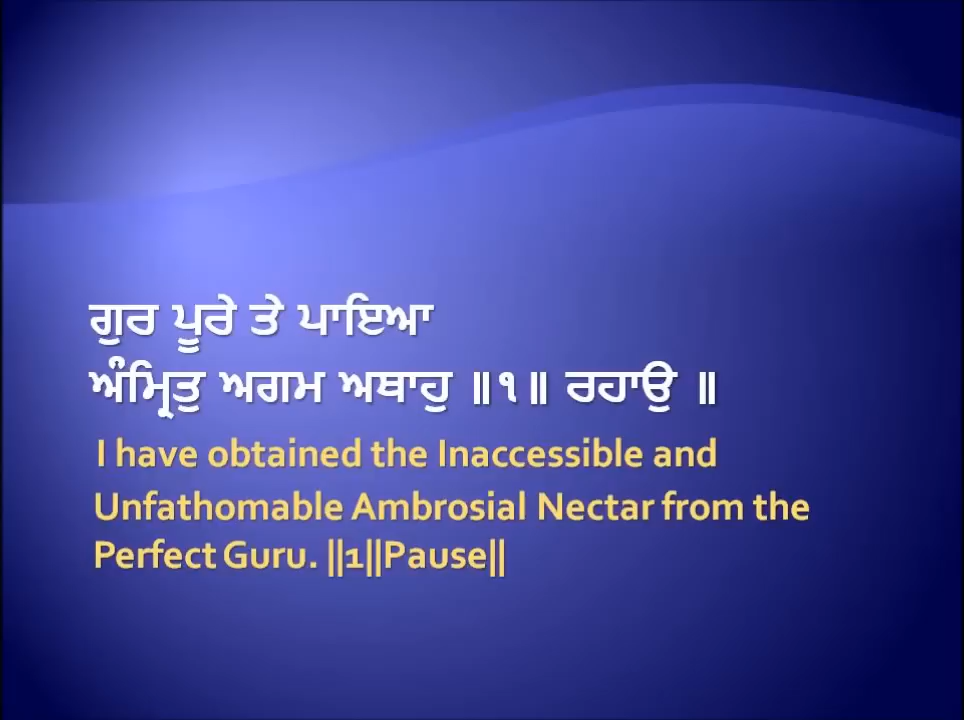 ਗੁਰ ਪੂਰੇ ਤੇ ਪਾਇਆ
ਅੰਮ੍ਰਿਤੁ ਅਗਮ ਅਥਾਹੁ ॥੧॥ ਰਹਾਉ ॥
I have obtained the Inaccessible and
Unfathomable Ambrosial Nectar from the
Perfect Guru. ||1||Pause||